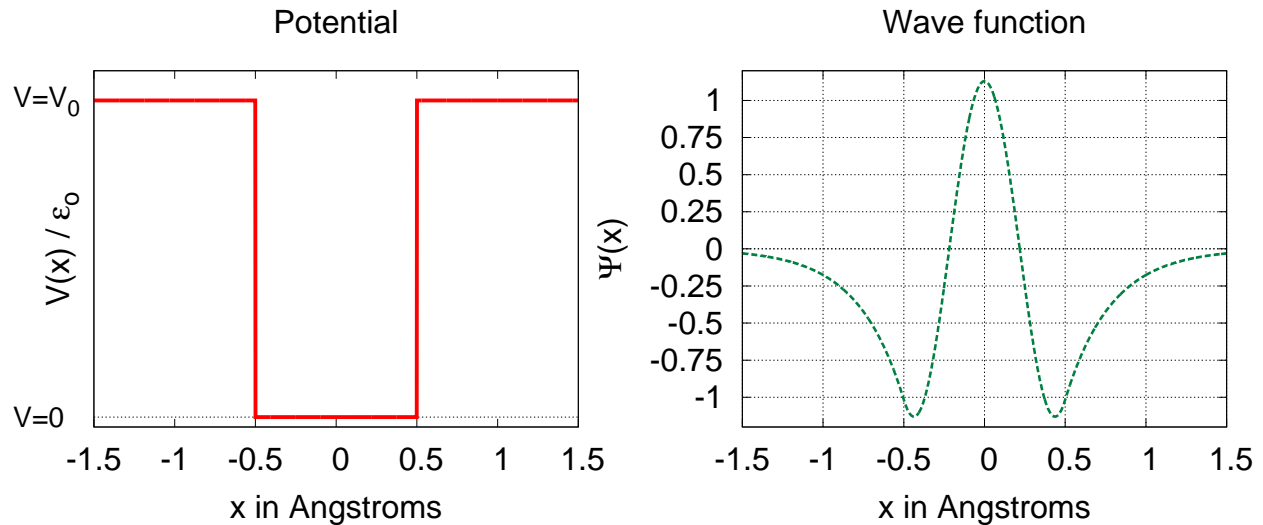 Potential
V=V0
V=0
V(x) / εo
-1.5 -1 -0.5 0 0.5 1 1.5
x in Angstroms
Wave function
1
0.75
0.5
0.25
0
-0.25
-0.5
-0.75
-1
Ψ(x)
-1.5 -1 -0.5 0 0.5 1 1.5
x in Angstroms